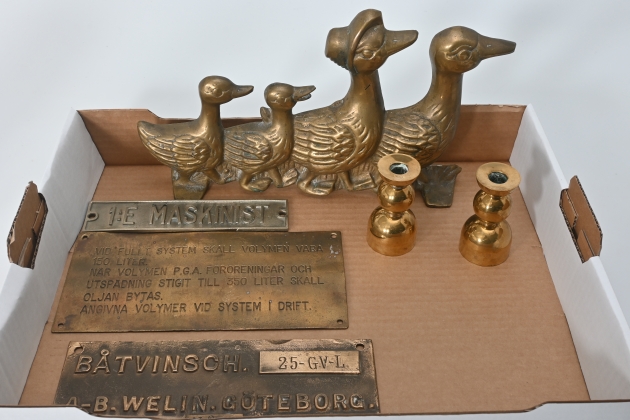 1:E MASKINIST
VID FULLT SYSTEM SKALL VOLYMEN VARA
150 LITER.
NÄR VOLYMEN P.G.A. FÖRORENINGAR OCH
UTSPÄDNING STIGIT TILL 350 LITER SKALL
OLJAN BYTAS.
ANGIVNA VOLYMER VID SYSTEM I DRIFT.
BÅTVINSCH. 25-GV-L.
A-B. WELIN. GÖTEBORG.